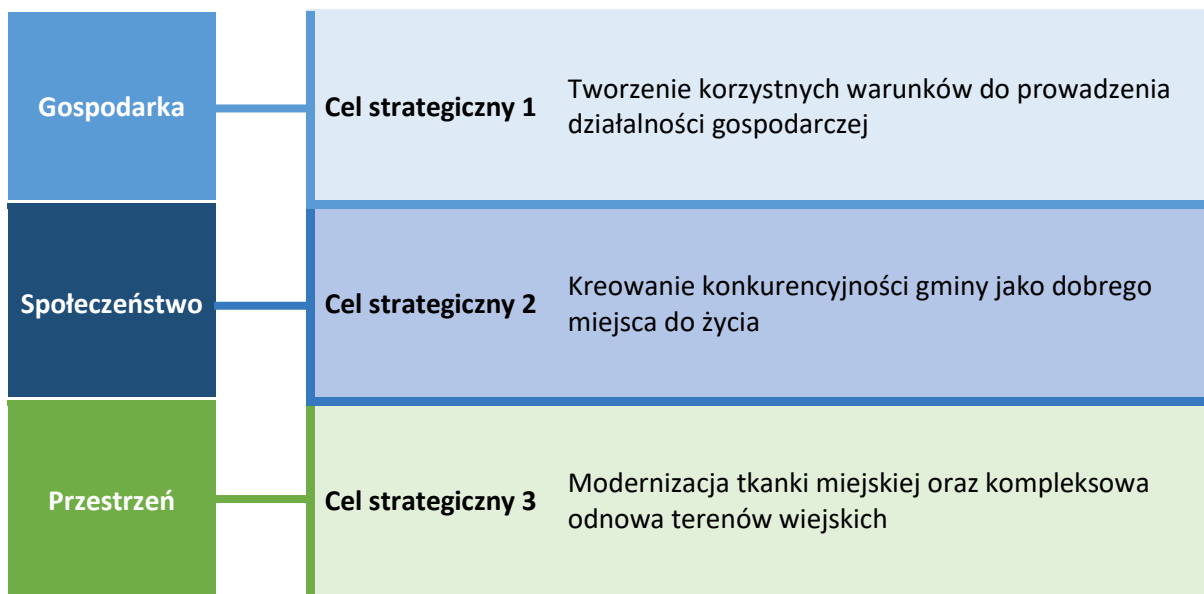 Gospodarka
Cel strategiczny 1
Tworzenie korzystnych warunków do prowadzenia
działalności gospodarczej
Społeczeństwo
Cel strategiczny 2
Kreowanie konkurencyjności gminy jako dobrego
miejsca do życia
Przestrzeń
Cel strategiczny 3
Modernizacja tkanki miejskiej oraz kompleksowa
odnowa terenów wiejskich